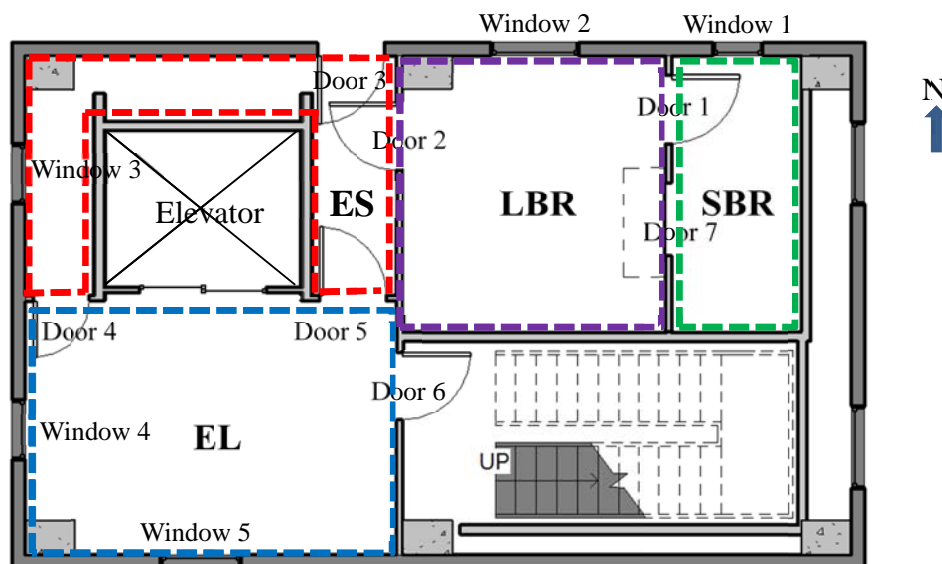 Window 2
Window 1
Door 3
N
Door 1
Door 2
Window 3
Elevator
ES
LBR
SBR
Door 7
Door 4
Door 5
Door 6
Window 4
EL
UP
Window 5